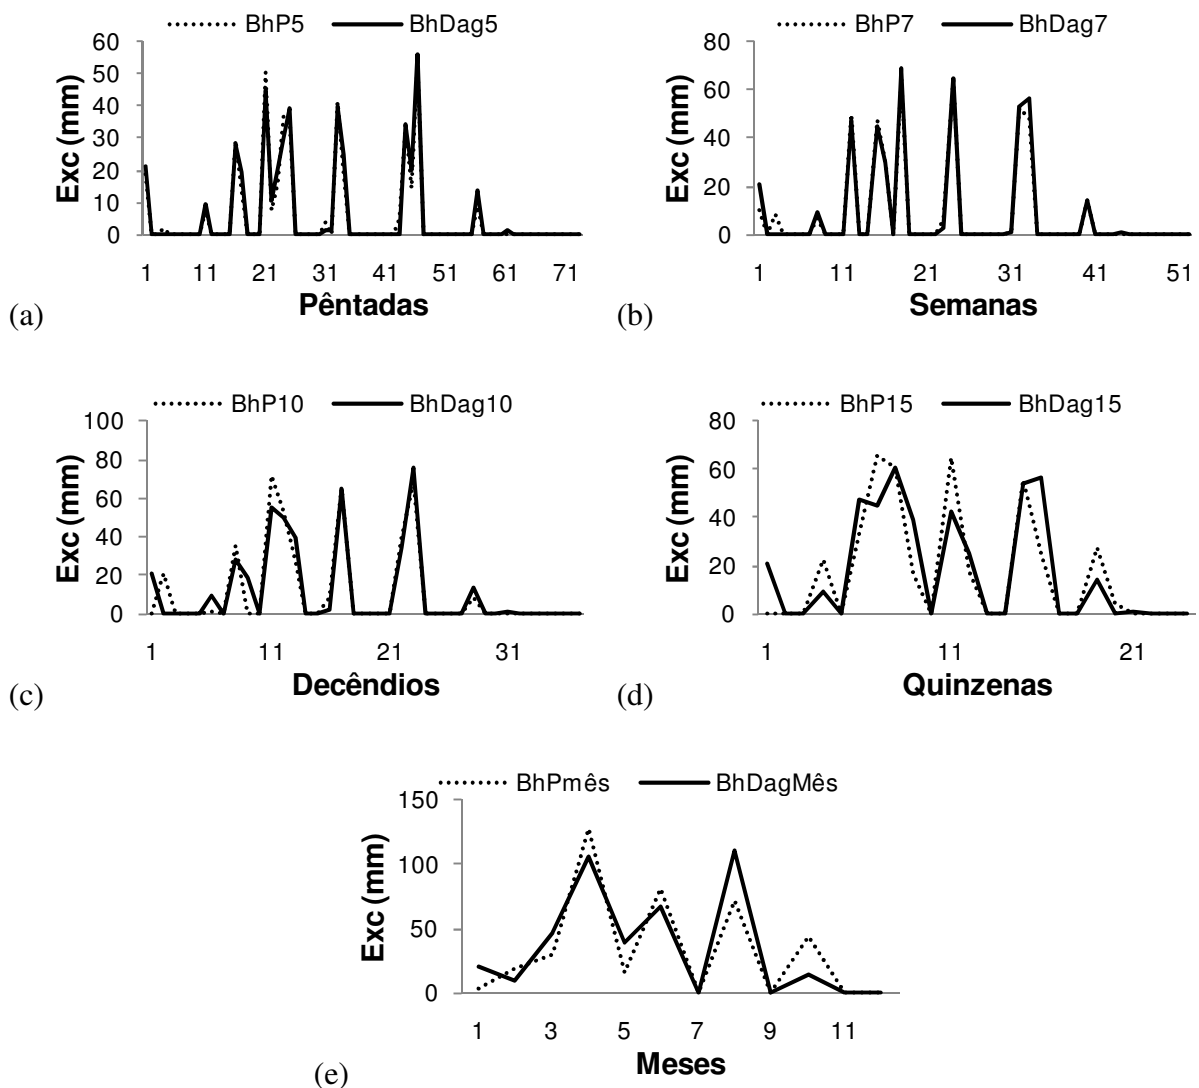 BhP5 BhDag5
60
50
40
30
20
10
0
Exc (mm)
1 11 21 31 41 51 61 71
Pêntadas
(a)
BhP7 BhDag7
80
60
40
20
0
Exc (mm)
1 11 21 31 41 51
Semanas
(b)
BhP10 BhDag10
100
80
60
40
20
0
Exc (mm)
1 11 21 31
Decêndios
(c)
BhP15 BhDag15
80
60
40
20
0
Exc (mm)
1 11 21
Quinzenas
(d)
BhPmês BhDagMês
150
100
50
0
Exc (mm)
1 3 5 7 9 11
Meses
(e)